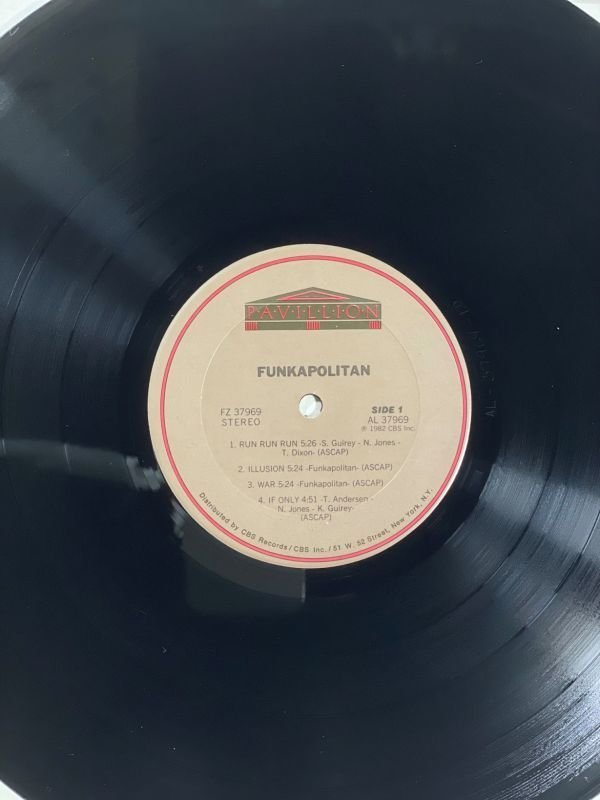 P·A·V·I·L·L·I·O·N
FUNKAPOLITAN
FZ 37969
STEREO
SIDE 1
AL 37969
℗ 1982 CBS Inc.
1. RUN RUN RUN 5:26 -S. Guirey - N. Jones -
T. Dixon- (ASCAP)
2. ILLUSION 5:24 -Funkapolitan- (ASCAP)
3. WAR 5:24 -Funkapolitan- (ASCAP)
4. IF ONLY 4:51 -T. Andersen -
N. Jones - K. Guirey-
(ASCAP)
Distributed by CBS Records/CBS Inc./51 W. 52 Street, New York, N.Y.